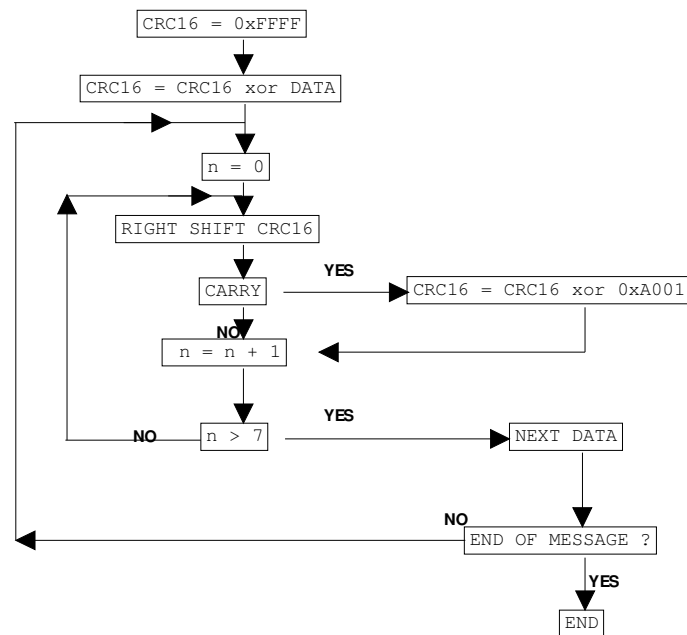 CRC16 = 0xFFFF
CRC16 = CRC16 xor DATA
n = 0
RIGHT SHIFT CRC16
CARRY
YES
CRC16 = CRC16 xor 0xA001
NO
n = n + 1
n > 7
NO
YES
NEXT DATA
NO
END OF MESSAGE ?
YES
END